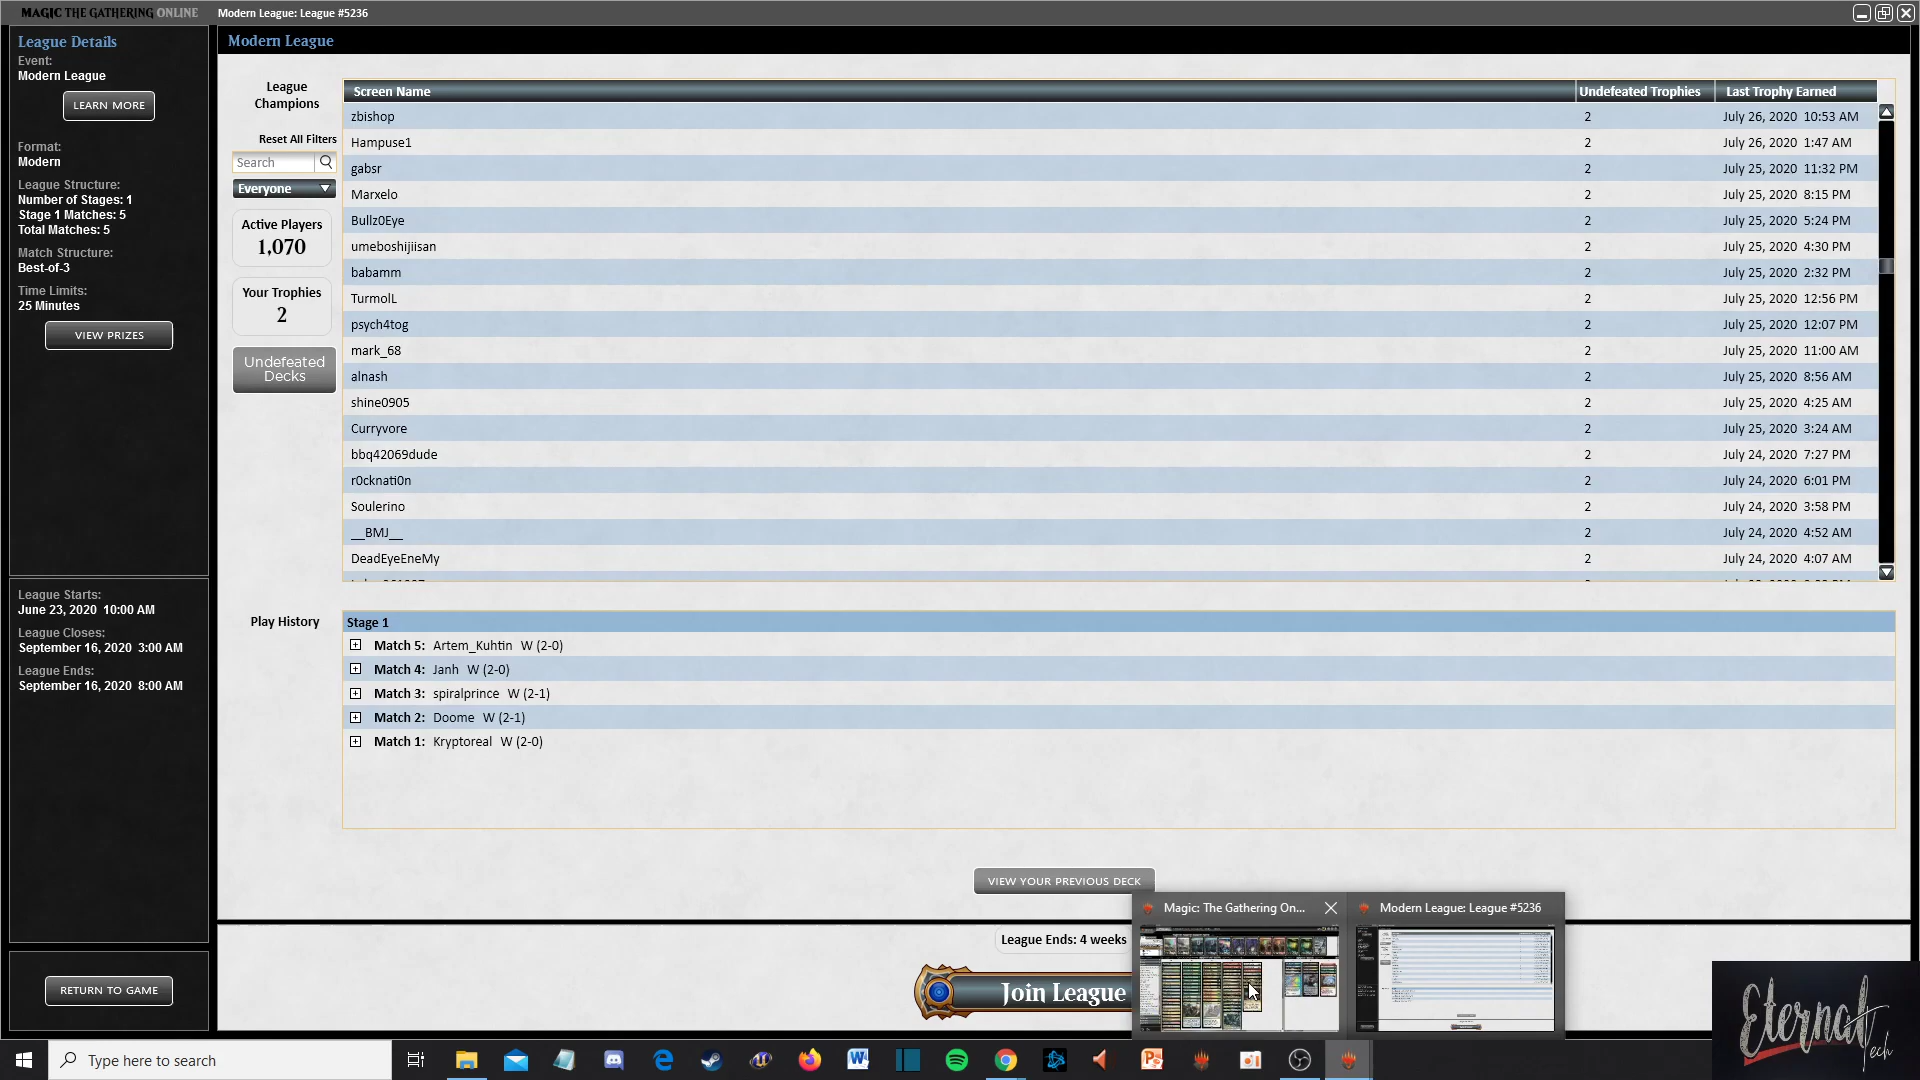 MAGIC THE GATHERING ONLINE
Modern League: League #5236
League Details
Event:
Modern League
LEARN MORE
Format:
Modern
League Structure:
Number of Stages: 1
Stage 1 Matches: 5
Total Matches: 5
Match Structure:
Best-of-3
Time Limits:
25 Minutes
VIEW PRIZES
League Starts:
June 23, 2020 10:00 AM
League Closes:
September 16, 2020 3:00 AM
League Ends:
September 16, 2020 8:00 AM
RETURN TO GAME
Modern League
League
Champions
Reset All Filters
Search
Everyone
Active Players
1,070
Your Trophies
2
Undefeated
Decks
Screen Name Undefeated Trophies Last Trophy Earned
zbishop 2 July 26, 2020 10:53 AM
Hampuse1 2 July 26, 2020 1:47 AM
gabsr 2 July 25, 2020 11:32 PM
Marxelo 2 July 25, 2020 8:15 PM
Bullz0Eye 2 July 25, 2020 5:24 PM
umeboshijiisan 2 July 25, 2020 4:30 PM
babamm 2 July 25, 2020 2:32 PM
TurmolL 2 July 25, 2020 12:56 PM
psych4tog 2 July 25, 2020 12:07 PM
mark_68 2 July 25, 2020 11:00 AM
alnash 2 July 25, 2020 8:56 AM
shine0905 2 July 25, 2020 4:25 AM
Curryvore 2 July 25, 2020 3:24 AM
bbq42069dude 2 July 24, 2020 7:27 PM
r0cknati0n 2 July 24, 2020 6:01 PM
Soulerino 2 July 24, 2020 3:58 PM
__BMJ__ 2 July 24, 2020 4:52 AM
DeadEyeEneMy 2 July 24, 2020 4:07 AM
Play History
Stage 1
Match 5: Artem_Kuhtin W (2-0)
Match 4: Janh W (2-0)
Match 3: spiralprince W (2-1)
Match 2: Doome W (2-1)
Match 1: Kryptoreal W (2-0)
VIEW YOUR PREVIOUS DECK
League Ends: 4 weeks
Join League
Magic: The Gathering On...
Modern League: League #5236
Type here to search
Eternal
Tech